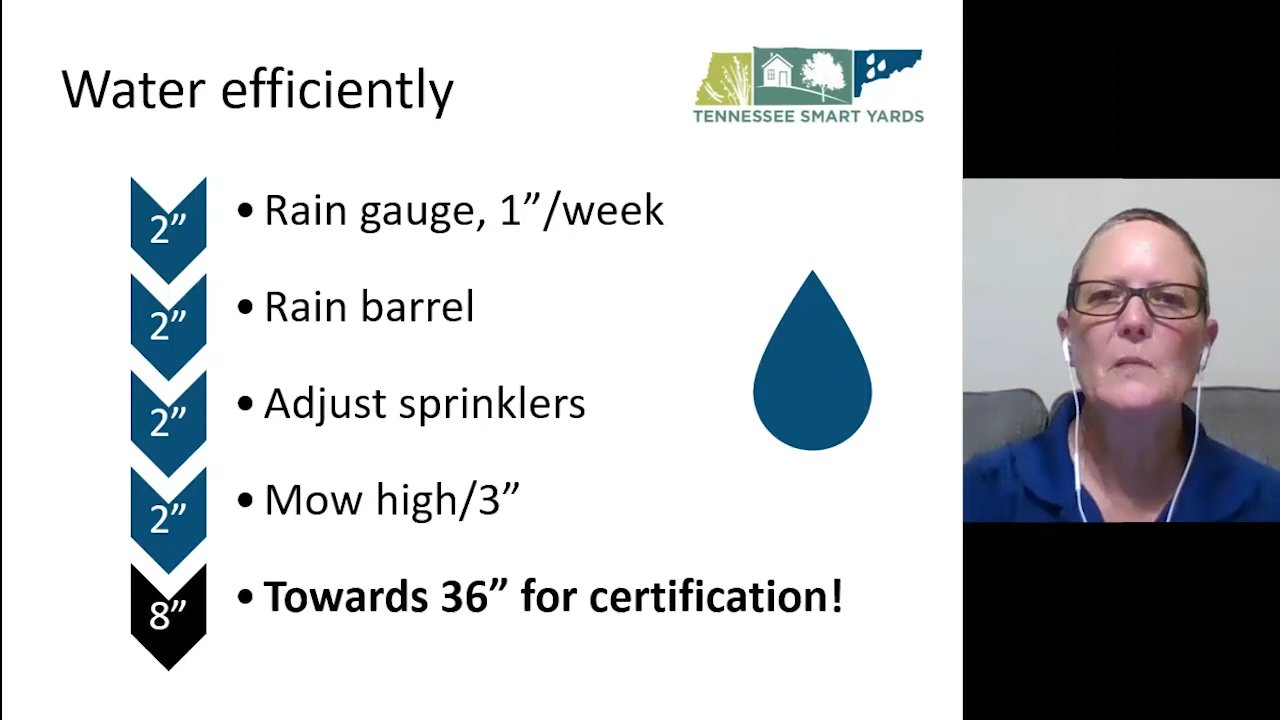 Water efficiently
TENNESSEE SMART YARDS
2”
• Rain gauge, 1”/week
2”
• Rain barrel
2”
• Adjust sprinklers
2”
• Mow high/3”
8”
• Towards 36” for certification!